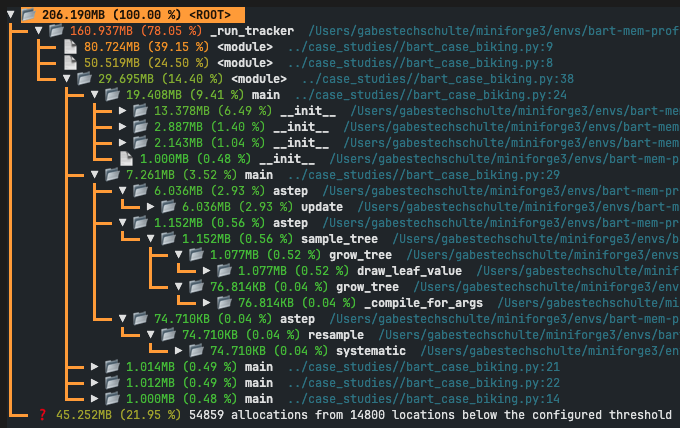 206.190MB (100.00 %) <ROOT>
160.937MB (78.05 %) _run_tracker /Users/gabestechschulte/miniforge3/envs/bart-mem-prof
80.724MB (39.15 %) <module> ../case_studies//bart_case_biking.py:9
50.519MB (24.50 %) <module> ../case_studies//bart_case_biking.py:8
29.695MB (14.40 %) <module> ../case_studies//bart_case_biking.py:38
19.408MB (9.41 %) main ../case_studies//bart_case_biking.py:24
13.378MB (6.49 %) __init__ /Users/gabestechschulte/miniforge3/envs/bart-mem
2.887MB (1.40 %) __init__ /Users/gabestechschulte/miniforge3/envs/bart-mem-
2.143MB (1.04 %) __init__ /Users/gabestechschulte/miniforge3/envs/bart-mem-
1.000MB (0.48 %) __init__ /Users/gabestechschulte/miniforge3/envs/bart-mem-
7.261MB (3.52 %) main ../case_studies//bart_case_biking.py:29
6.036MB (2.93 %) astep /Users/gabestechschulte/miniforge3/envs/bart-mem-pr
6.036MB (2.93 %) update /Users/gabestechschulte/miniforge3/envs/bart-m
1.152MB (0.56 %) astep /Users/gabestechschulte/miniforge3/envs/bart-mem-pr
1.152MB (0.56 %) sample_tree /Users/gabestechschulte/miniforge3/envs/b
1.077MB (0.52 %) grow_tree /Users/gabestechschulte/miniforge3/env
1.077MB (0.52 %) draw_leaf_value /Users/gabestechschulte/minif
76.814KB (0.04 %) grow_tree /Users/gabestechschulte/miniforge3/en
76.814KB (0.04 %) _compile_for_args /Users/gabestechschulte/min
74.710KB (0.04 %) astep /Users/gabestechschulte/miniforge3/envs/bart-mem-p
74.710KB (0.04 %) resample /Users/gabestechschulte/miniforge3/envs/ba
74.710KB (0.04 %) systematic /Users/gabestechschulte/miniforge3/e
1.014MB (0.49 %) main ../case_studies//bart_case_biking.py:21
1.012MB (0.49 %) main ../case_studies//bart_case_biking.py:22
1.000MB (0.48 %) main ../case_studies//bart_case_biking.py:14
? 45.252MB (21.95 %) 54859 allocations from 14800 locations below the configured threshold